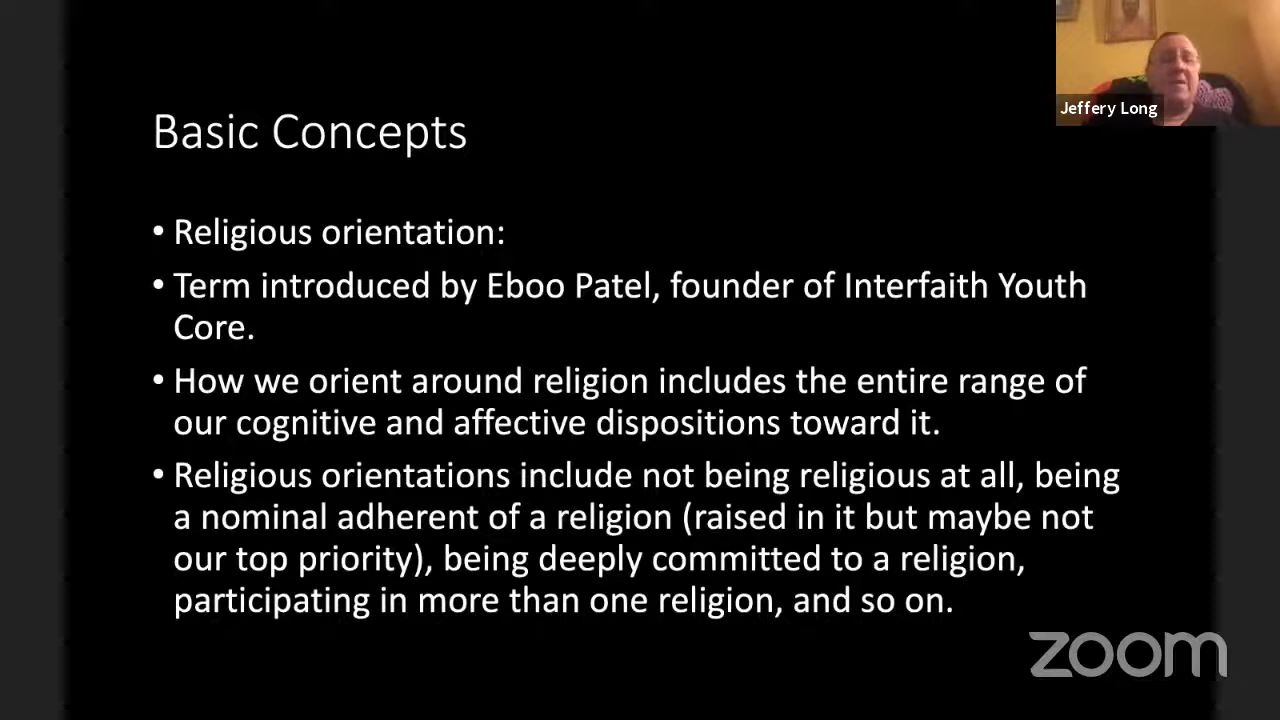 Jeffery Long
Basic Concepts
• Religious orientation:
• Term introduced by Eboo Patel, founder of Interfaith Youth
Core.
• How we orient around religion includes the entire range of
our cognitive and affective dispositions toward it.
• Religious orientations include not being religious at all, being
a nominal adherent of a religion (raised in it but maybe not
our top priority), being deeply committed to a religion,
participating in more than one religion, and so on.
zoom